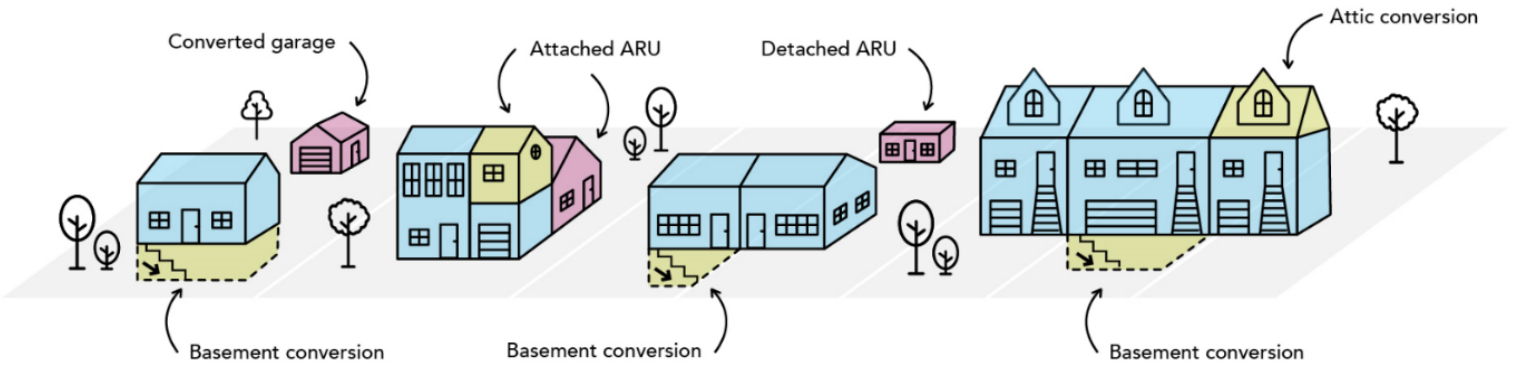 Attic conversion
Converted garage
Attached ARU
Detached ARU
Basement conversion
Basement conversion
Basement conversion